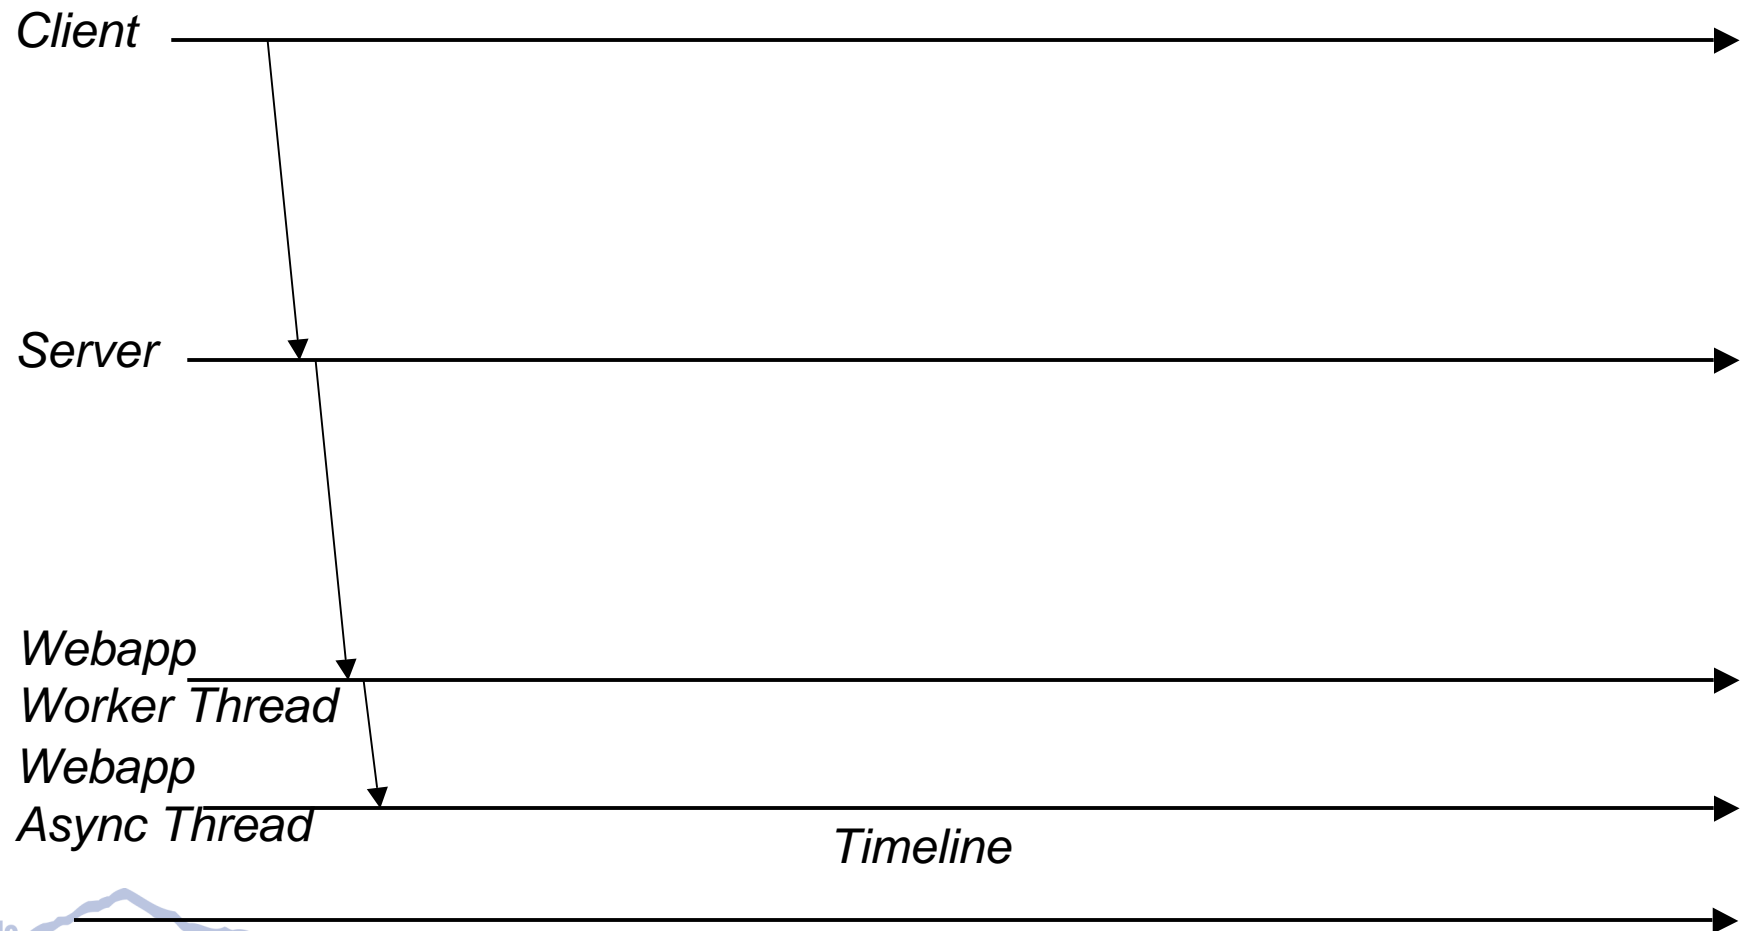 Client
Server
Webapp
Worker Thread
Webapp
Async Thread
Timeline